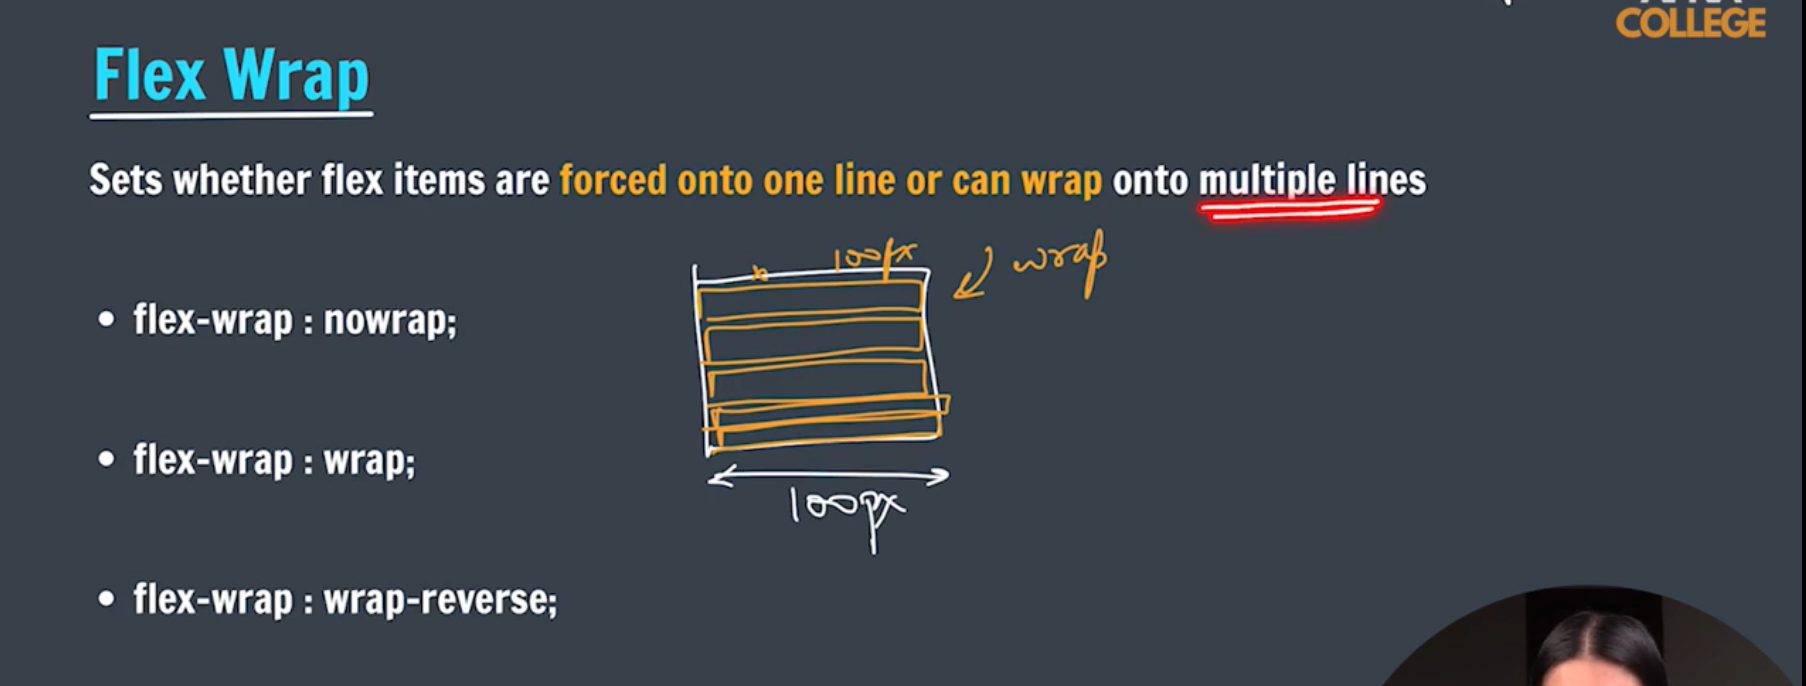 COLLEGE
Flex Wrap
Sets whether flex items are forced onto one line or can wrap onto multiple lines
100px
wrap
• flex-wrap : nowrap;
• flex-wrap : wrap;
100px
• flex-wrap : wrap-reverse;